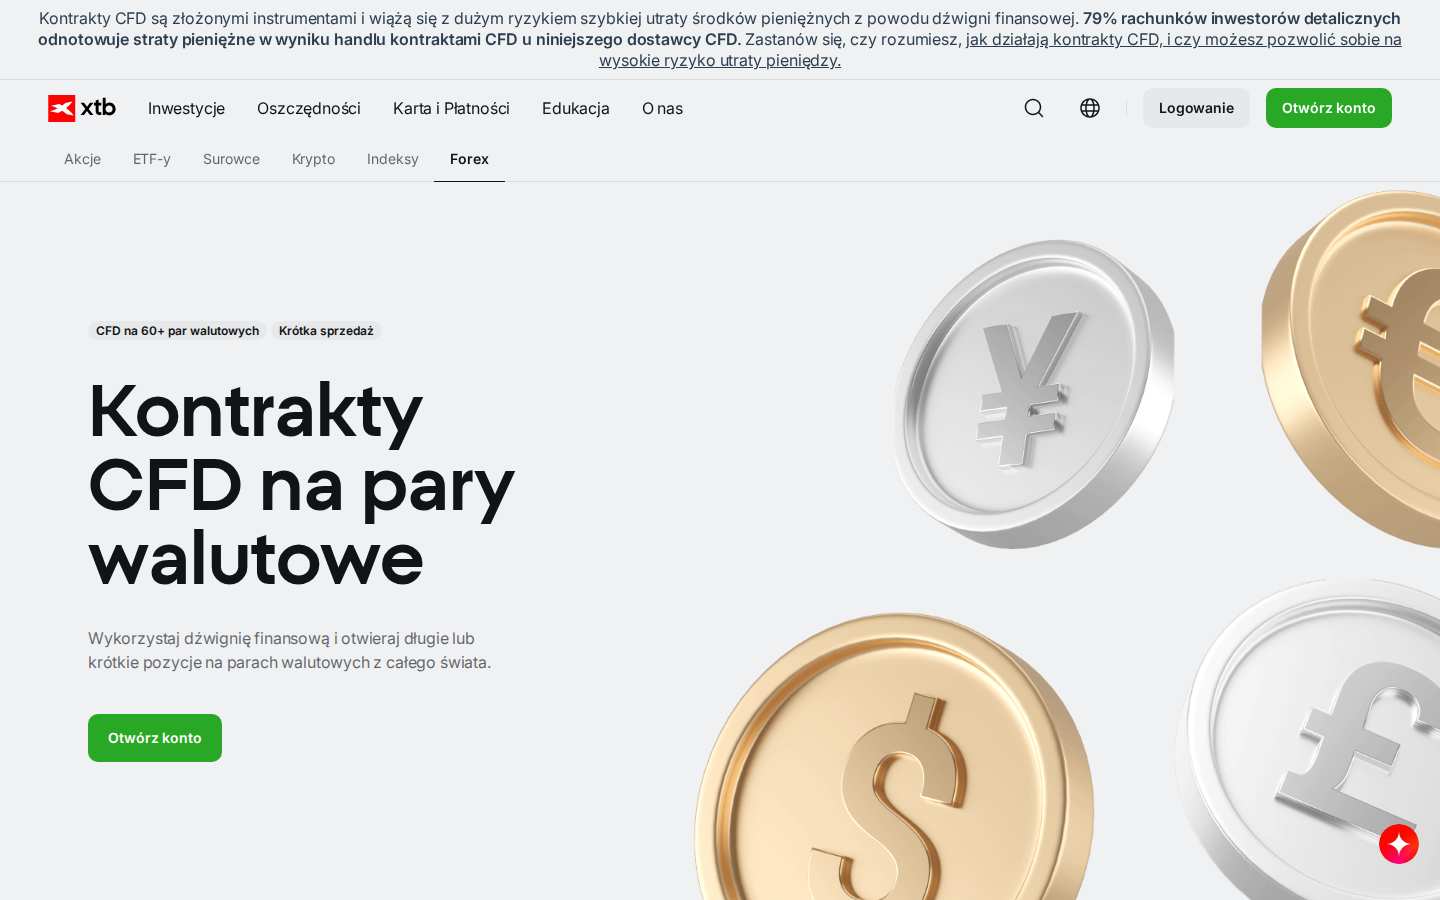 Kontrakty CFD są złożonymi instrumentami i wiążą się z dużym ryzykiem szybkiej utraty środków pieniężnych z powodu dźwigni finansowej. 79% rachunków inwestorów detalicznych
odnotowuje straty pieniężne w wyniku handlu kontraktami CFD u niniejszego dostawcy CFD. Zastanów się, czy rozumiesz, jak działają kontrakty CFD, i czy możesz pozwolić sobie na
wysokie ryzyko utraty pieniędzy.
xtb Inwestycje Oszczędności Karta i Płatności Edukacja O nas Logowanie Otwórz konto
Akcje ETF-y Surowce Krypto Indeksy Forex
CFD na 60+ par walutowych Krótka sprzedaż
Kontrakty
CFD na pary
walutowe
Wykorzystaj dźwignię finansową i otwieraj długie lub
krótkie pozycje na parach walutowych z całego świata.
Otwórz konto
¥
€
$
£